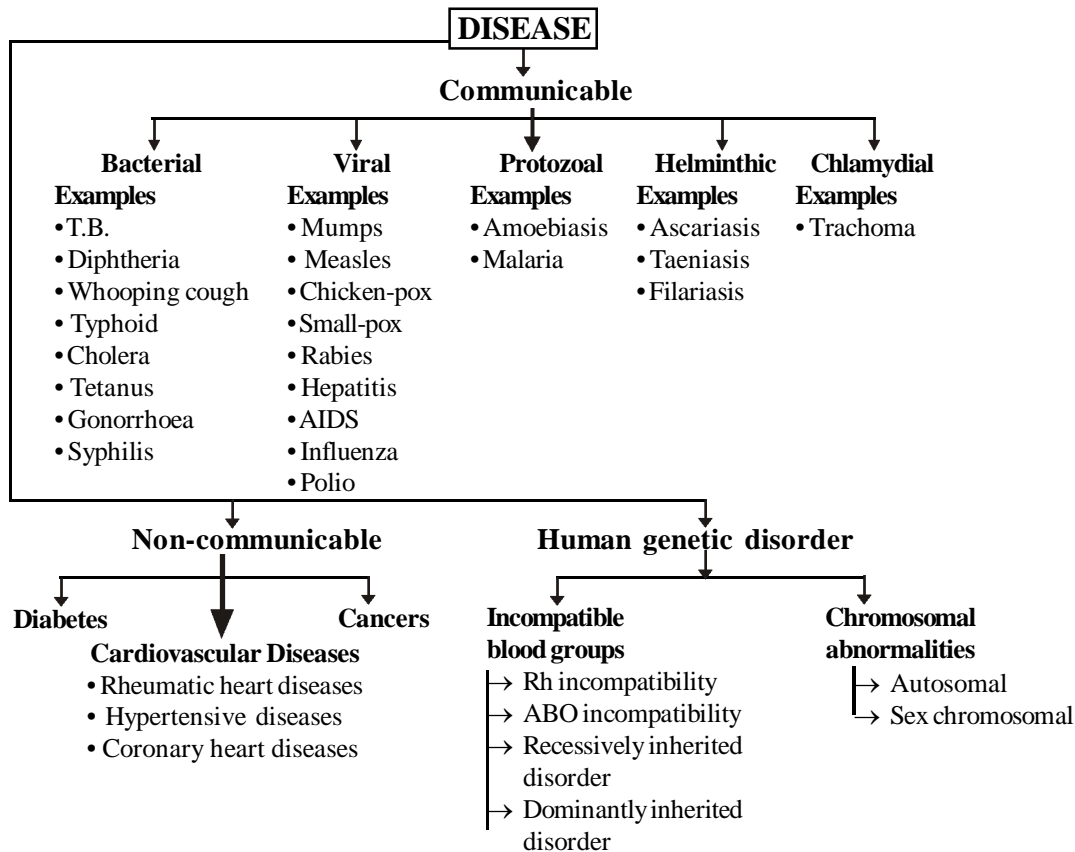 DISEASE
Communicable
Bacterial
Examples
• T.B.
• Diphtheria
• Whooping cough
• Typhoid
• Cholera
• Tetanus
• Gonorrhoea
• Syphilis
Viral
Examples
• Mumps
• Measles
• Chicken-pox
• Small-pox
• Rabies
• Hepatitis
• AIDS
• Influenza
• Polio
Protozoal
Examples
• Amoebiasis
• Malaria
Helminthic
Examples
• Ascariasis
• Taeniasis
• Filariasis
Chlamydial
Examples
• Trachoma
Non-communicable
Diabetes
Cardiovascular Diseases
• Rheumatic heart diseases
• Hypertensive diseases
• Coronary heart diseases
Cancers
Human genetic disorder
Incompatible
blood groups
→ Rh incompatibility
→ ABO incompatibility
→ Recessively inherited
disorder
→ Dominantly inherited
disorder
Chromosomal
abnormalities
→ Autosomal
→ Sex chromosomal